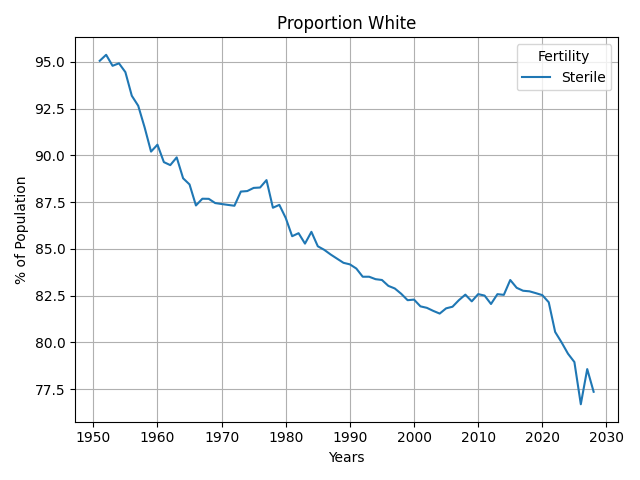 Proportion White
Fertility
Sterile
% of Population
95.0
92.5
90.0
87.5
85.0
82.5
80.0
77.5
1950 1960 1970 1980 1990 2000 2010 2020 2030
Years